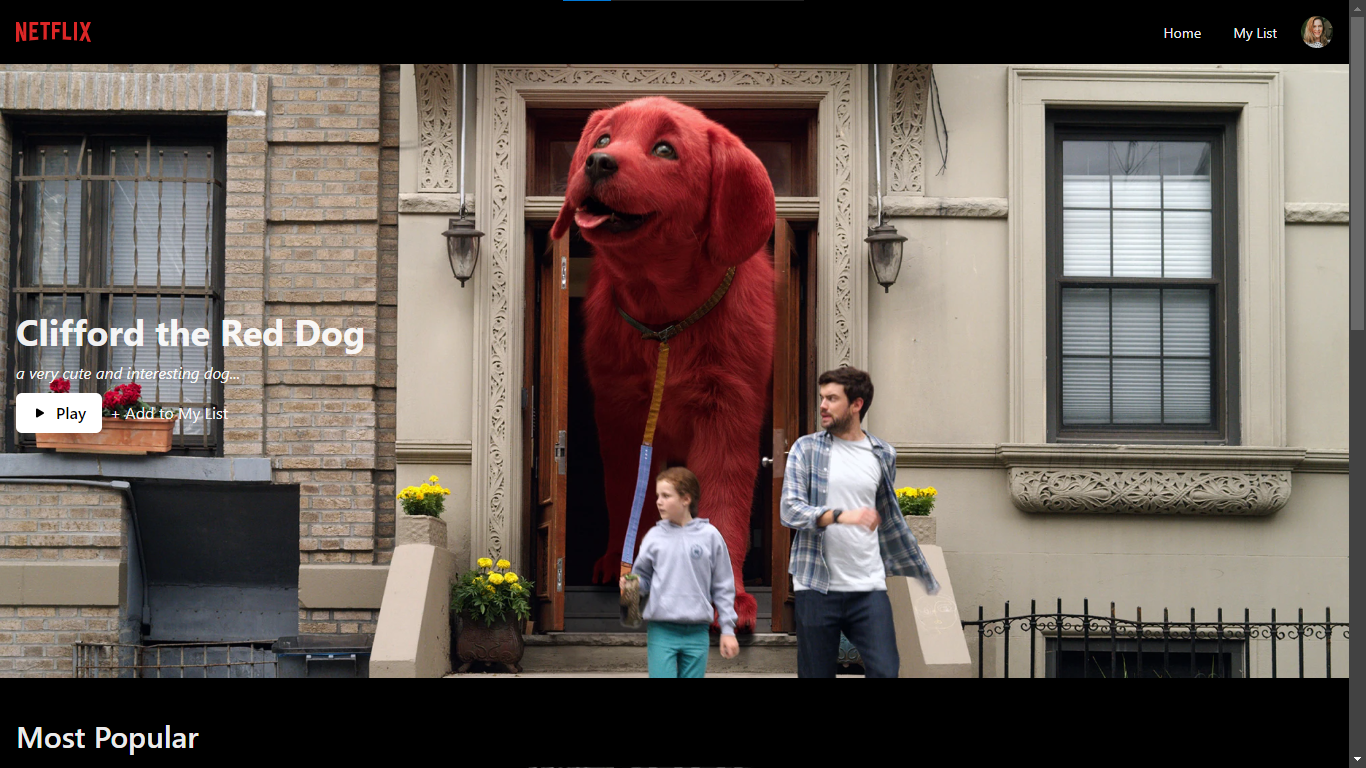 NETFLIX
Home
My List
Clifford the Red Dog
a very cute and interesting dog...
Play
+ Add to My List
Most Popular